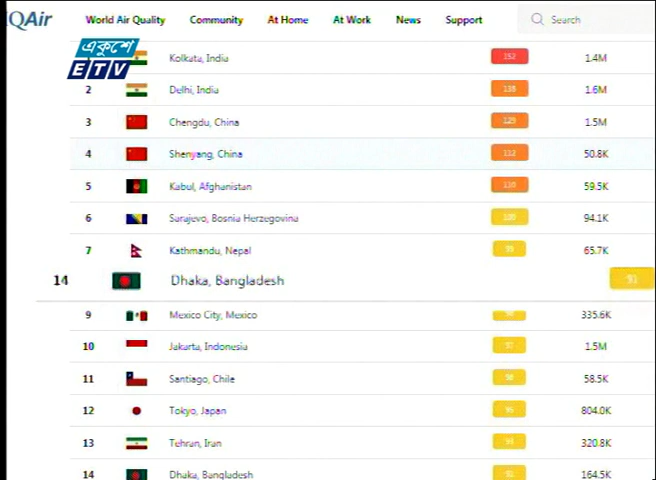 QAir World Air Quality Community At Home At Work News Support Search
একুশে
ETV
Kolkata, India 152 1.4M
2 Delhi, India 1.6M
3 Chengdu, China 1.5M
4 Shenyang, China 112 50.8K
5 Kabul, Afghanistan 110 59.5K
6 Sarajevo, Bosnia Herzegovina 100 94.1K
7 Kathmandu, Nepal 65.7K
14 Dhaka, Bangladesh 91
9 Mexico City, Mexico 335.6K
10 Jakarta, Indonesia 1.5M
11 Santiago, Chile 58.5K
12 Tokyo, Japan 804.0K
13 Tehran, Iran 320.8K
14 Dhaka, Bangladesh 164.5K